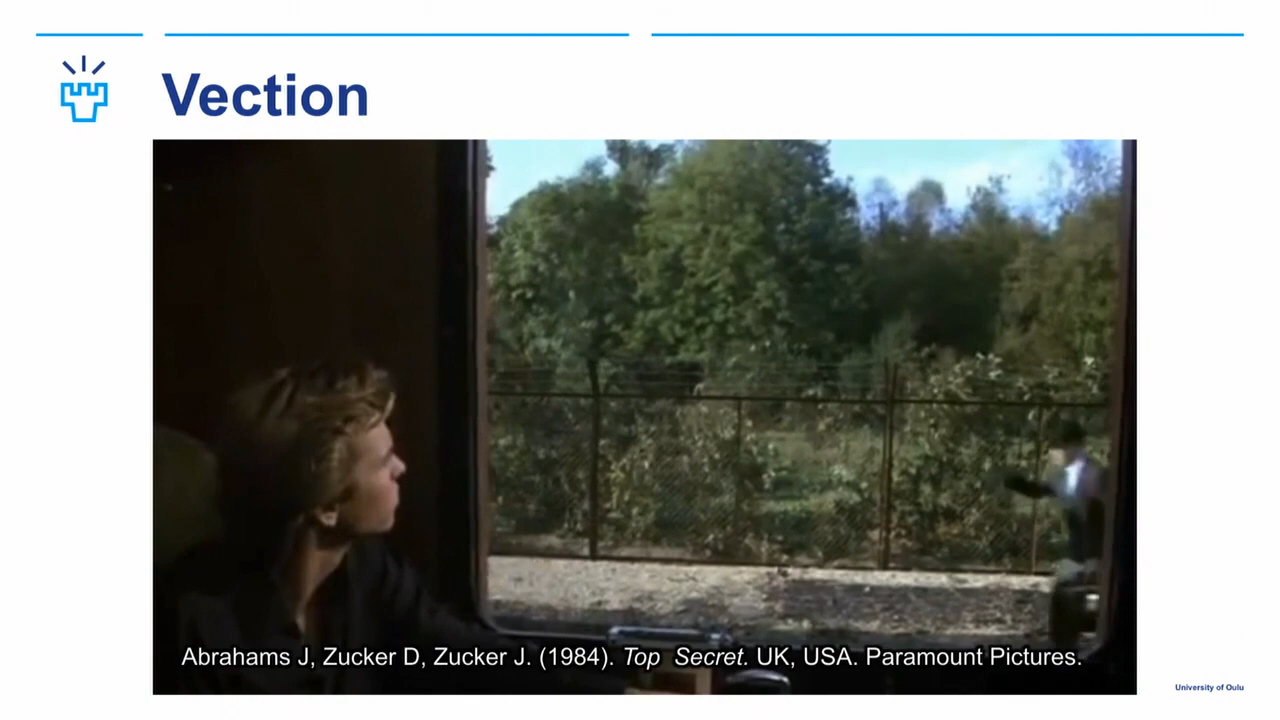 Vection
Abrahams J, Zucker D, Zucker J. (1984). Top Secret. UK, USA. Paramount Pictures.
University of Oulu